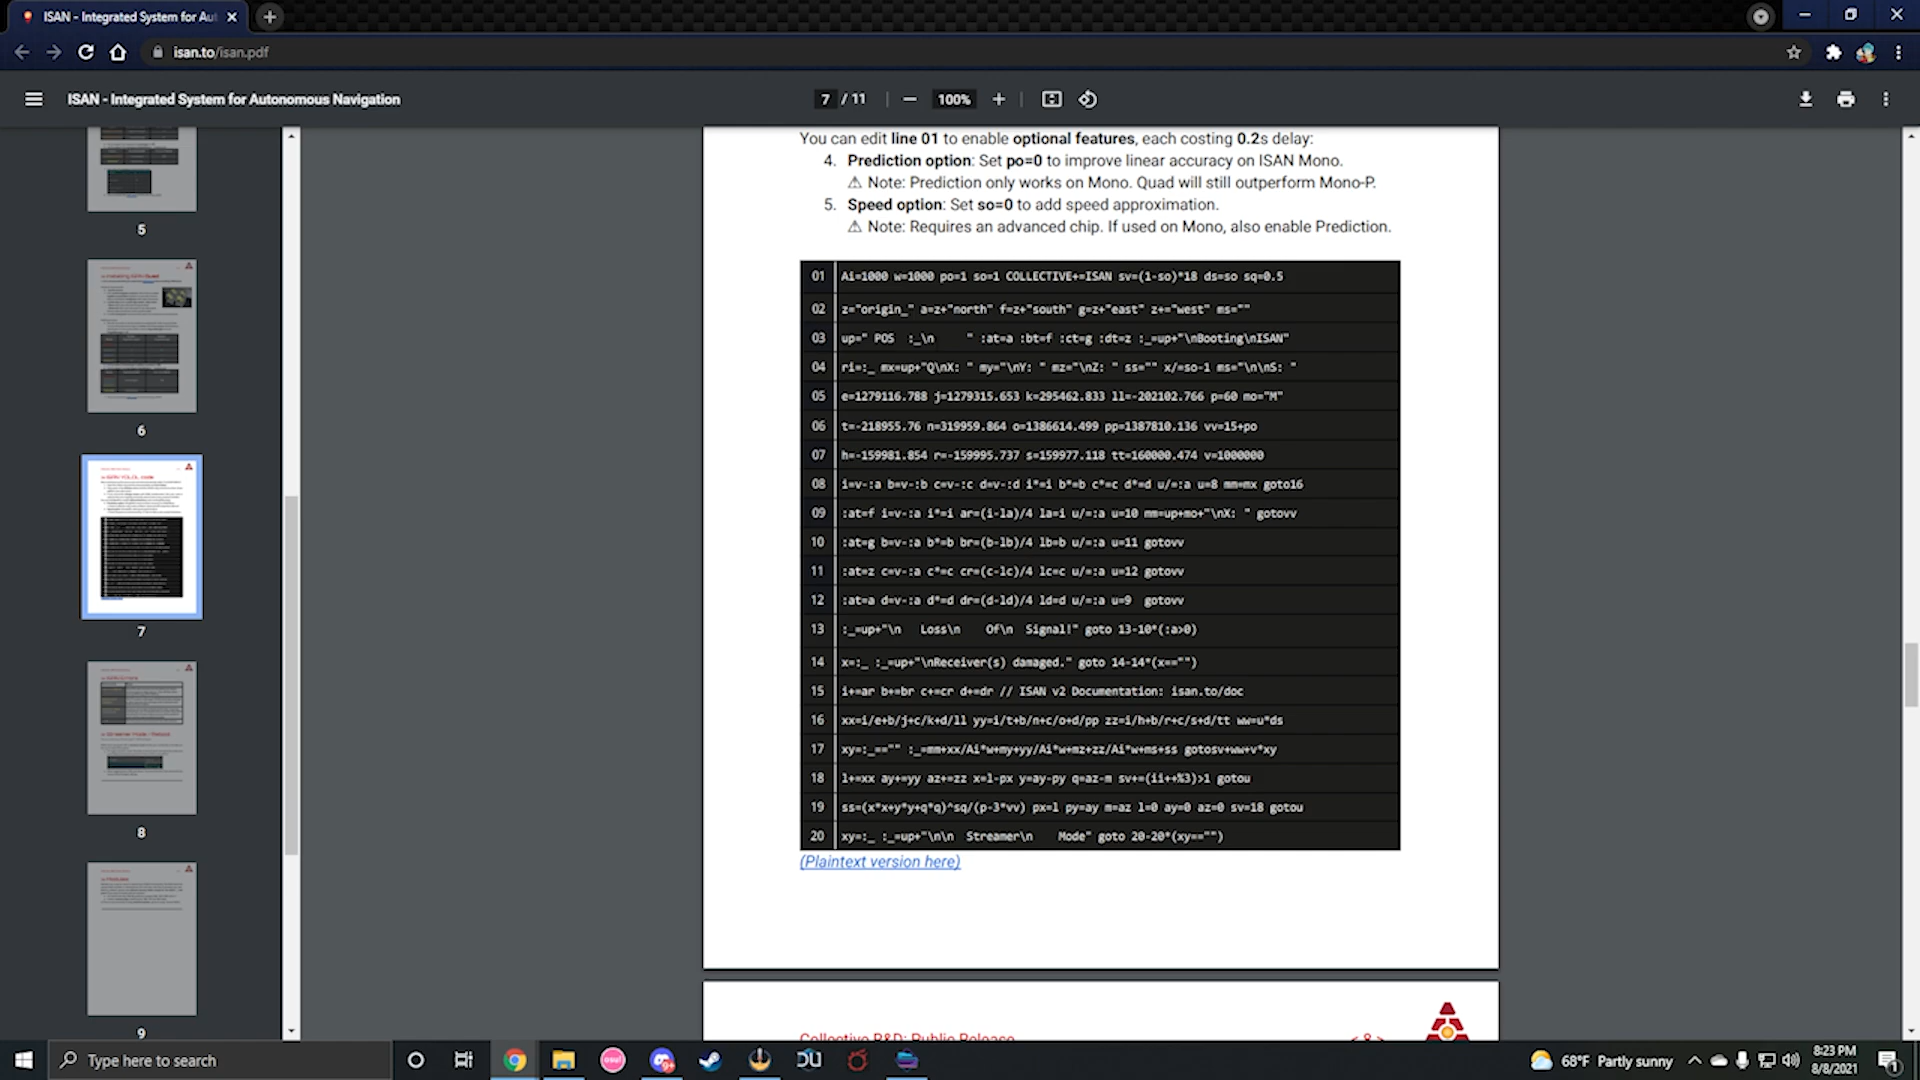 ISAN - Integrated System for Au
isan.to/isan.pdf
ISAN - Integrated System for Autonomous Navigation
7 / 11
100%
5
6
7
8
9
You can edit line 01 to enable optional features, each costing 0.2s delay:
4. Prediction option: Set po=0 to improve linear accuracy on ISAN Mono.
⚠ Note: Prediction only works on Mono. Quad will still outperform Mono-P.
5. Speed option: Set so=0 to add speed approximation.
⚠ Note: Requires an advanced chip. If used on Mono, also enable Prediction.
01 Ai=1000 w=1000 po=1 so=1 COLLECTIVE+=ISAN sv=(1-so)*18 ds=so sq=0.5
02 z="origin_" a=z+"north" f=z+"south" g=z+"east" z+="west" ms=""
03 up=" POS  :_\n     " :at=a :bt=f :ct=g :dt=z :_=up+"\nBooting\nISAN"
04 ri=:_ mx=up+"Q\nX: " my="\nY: " mz="\nZ: " ss="" x/=so-1 ms="\n\nS: "
05 e=1279116.788 j=1279315.653 k=295462.833 ll=-202102.766 p=60 mo="M"
06 t=-218955.76 n=319959.864 o=1386614.499 pp=1387810.136 vv=15+po
07 h=-159981.854 r=-159995.737 s=159977.118 tt=160000.474 v=1000000
08 i=v-:a b=v-:b c=v-:c d=v-:d i*=i b*=b c*=c d*=d u/=:a u=8 mm=mx goto16
09 :at=f i=v-:a i*=i ar=(i-la)/4 la=i u/=:a u=10 mm=up+mo+"\nX: " gotovv
10 :at=g b=v-:a b*=b br=(b-lb)/4 lb=b u/=:a u=11 gotovv
11 :at=z c=v-:a c*=c cr=(c-lc)/4 lc=c u/=:a u=12 gotovv
12 :at=a d=v-:a d*=d dr=(d-ld)/4 ld=d u/=:a u=9  gotovv
13 :_=up+"\n   Loss\n    Of\n  Signal!" goto 13-10*(:a>0)
14 x=:_ :_=up+"\nReceiver(s) damaged." goto 14-14*(x=="")
15 i+=ar b+=br c+=cr d+=dr // ISAN v2 Documentation: isan.to/doc
16 xx=i/e+b/j+c/k+d/ll yy=i/t+b/n+c/o+d/pp zz=i/h+b/r+c/s+d/tt ww=u*ds
17 xy=:_=="" :_=mm+xx/Ai*w+my+yy/Ai*w+mz+zz/Ai*w+ms+ss gotosv+ww+v*xy
18 l+=xx ay+=yy az+=zz x=l-px y=ay-py q=az-m sv+=(ii++%3)>1 gotou
19 ss=(x*x+y*y+q*q)^sq/(p-3*vv) px=l py=ay m=az l=0 ay=0 az=0 sv=18 gotou
20 xy=:_ :_=up+"\n\n  Streamer\n    Mode" goto 20-20*(xy=="")
(Plaintext version here)
Collective R&D: Public Release < 8 >
Type here to search
osu!
DU
68°F Partly sunny
8:23 PM
8/8/2021
1